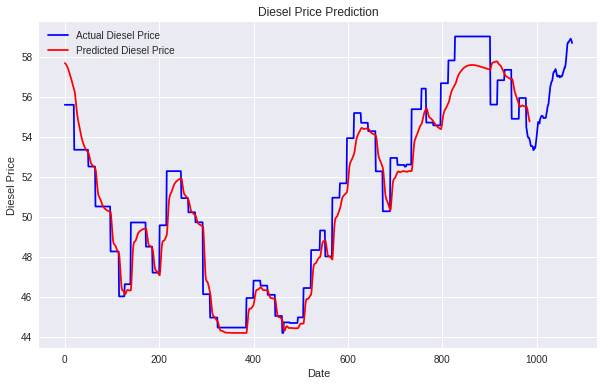 Diesel Price Prediction
Actual Diesel Price
Predicted Diesel Price
Diesel Price
58
56
54
52
50
48
46
44
0
200
400
600
800
1000
Date